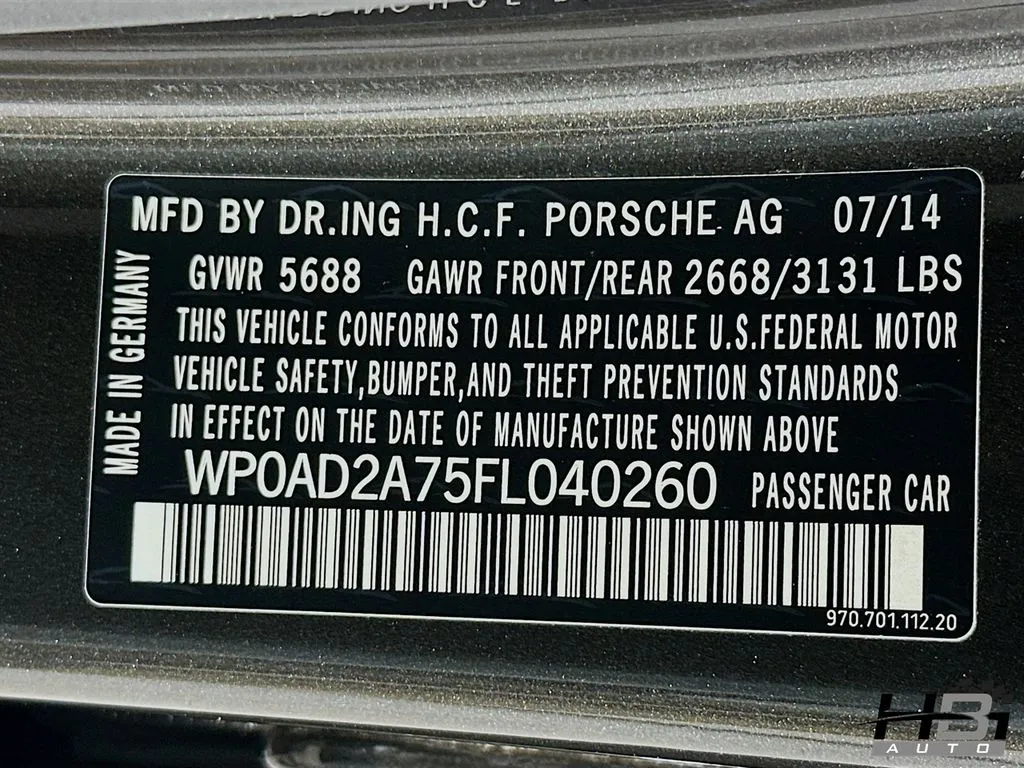 MFD BY DR.ING H.C.F. PORSCHE AG 07/14
GVWR 5688 GAWR FRONT/REAR 2668/3131 LBS
THIS VEHICLE CONFORMS TO ALL APPLICABLE U.S.FEDERAL MOTOR
VEHICLE SAFETY,BUMPER,AND THEFT PREVENTION STANDARDS
IN EFFECT ON THE DATE OF MANUFACTURE SHOWN ABOVE
MADE IN GERMANY
WP0AD2A75FL040260 PASSENGER CAR
970.701.112.20
HBI
AUTO